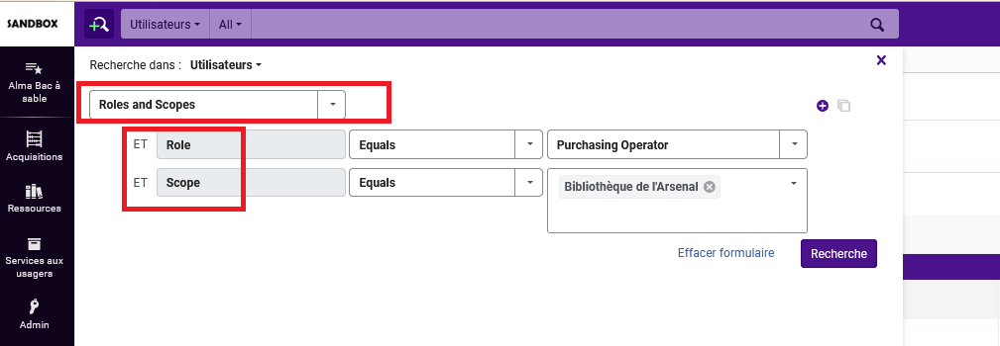 SANDBOX
Utilisateurs All
Recherche dans : Utilisateurs
Alma Bac à
sable
Roles and Scopes
Acquisitions
ET Role Equals Purchasing Operator
ET Scope Equals Bibliothèque de l'Arsenal
Ressources
Services aux
usagers
Effacer formulaire Recherche
Admin